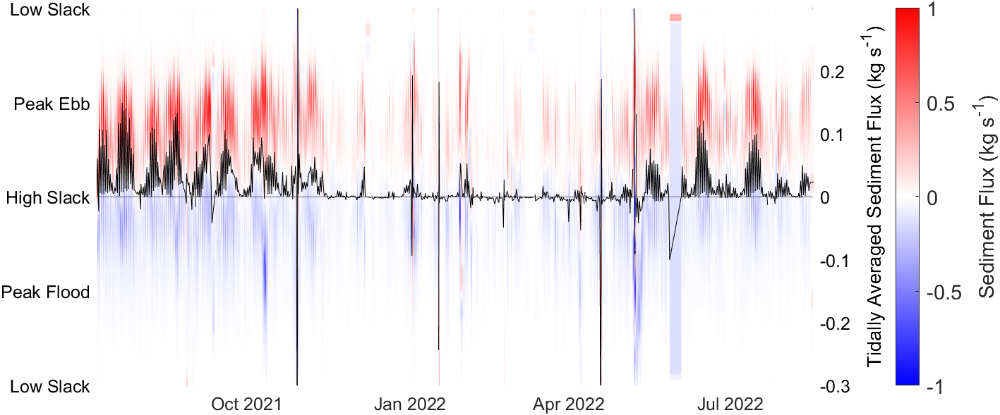 Low Slack
Peak Ebb
High Slack
Peak Flood
Low Slack
Oct 2021
Jan 2022
Apr 2022
Jul 2022
0.2
0.1
0
-0.1
-0.2
-0.3
Tidally Averaged Sediment Flux (kg s⁻¹)
1
0.5
0
-0.5
-1
Sediment Flux (kg s⁻¹)